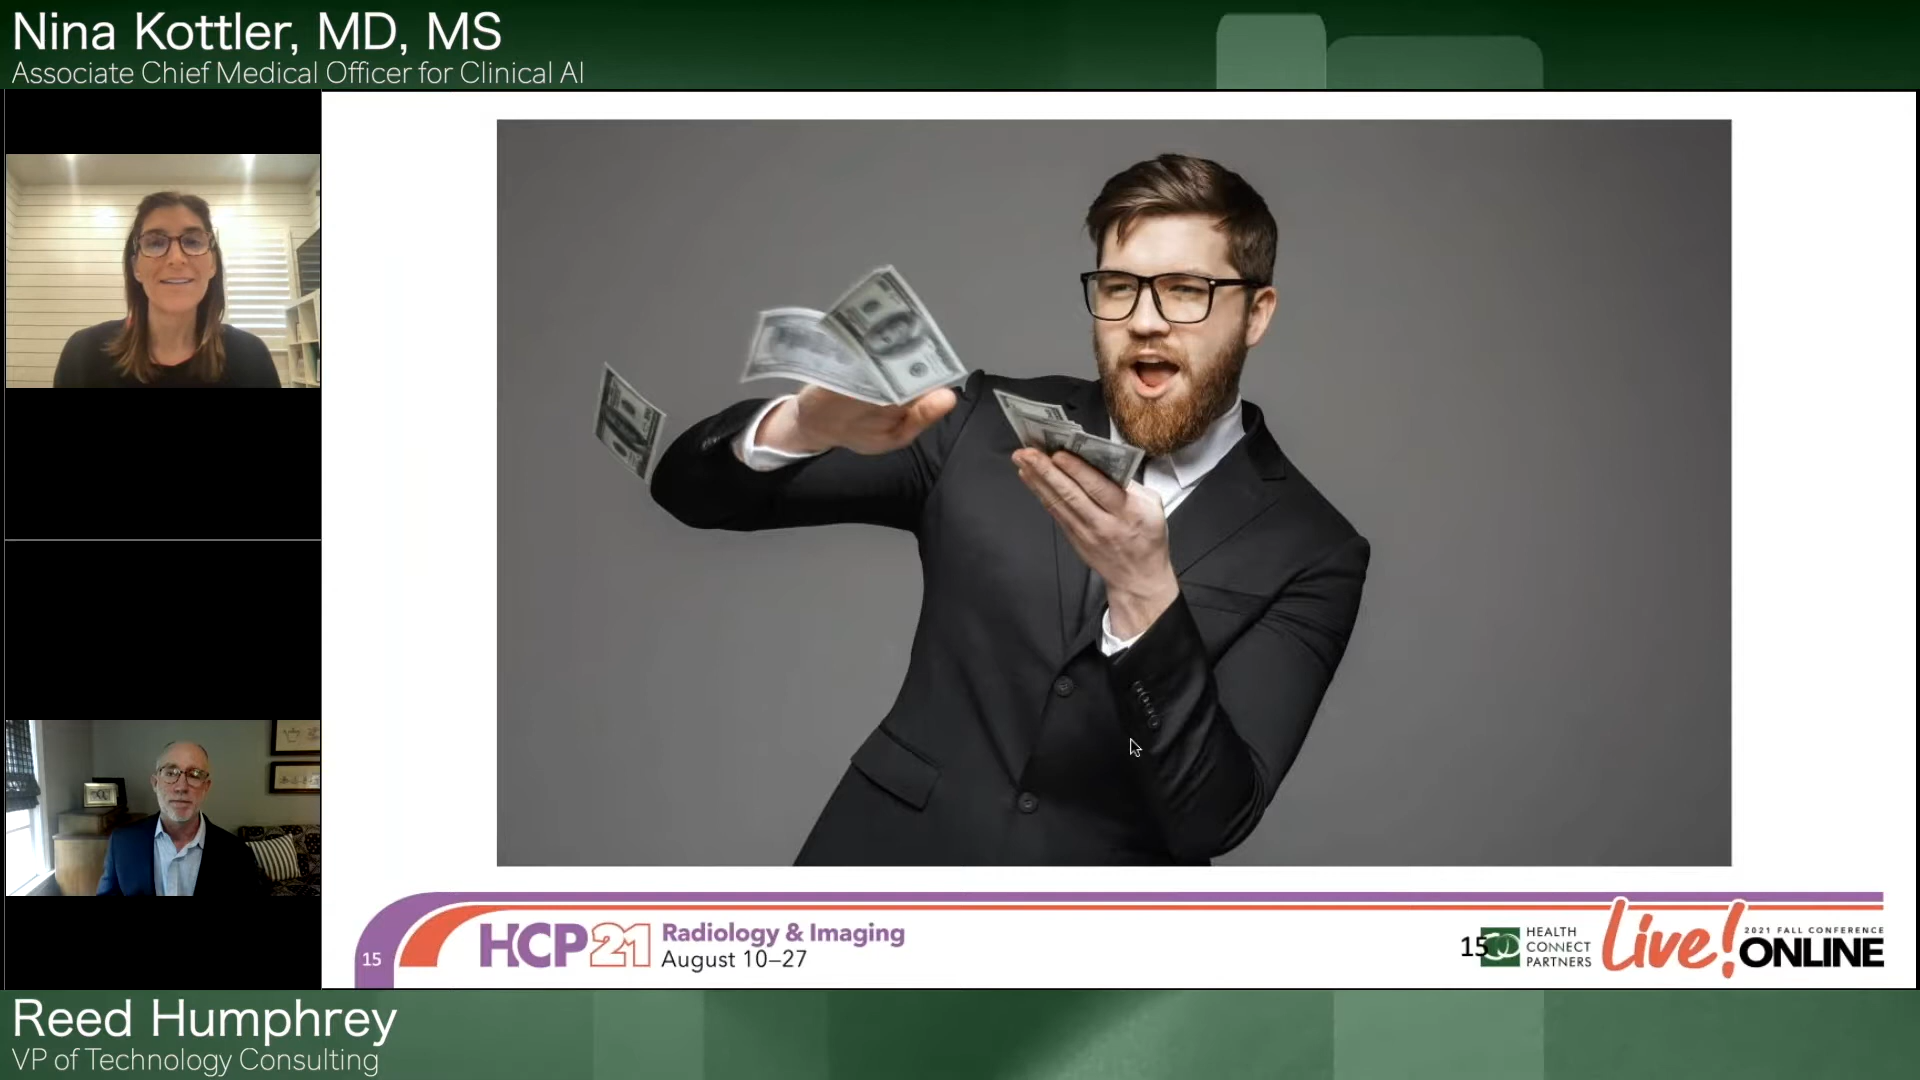 Nina Kottler, MD, MS
Associate Chief Medical Officer for Clinical AI
15
HCP21
Radiology & Imaging
August 10–27
15
HEALTH
CONNECT
PARTNERS
Live!
2021 FALL CONFERENCE
ONLINE
Reed Humphrey
VP of Technology Consulting